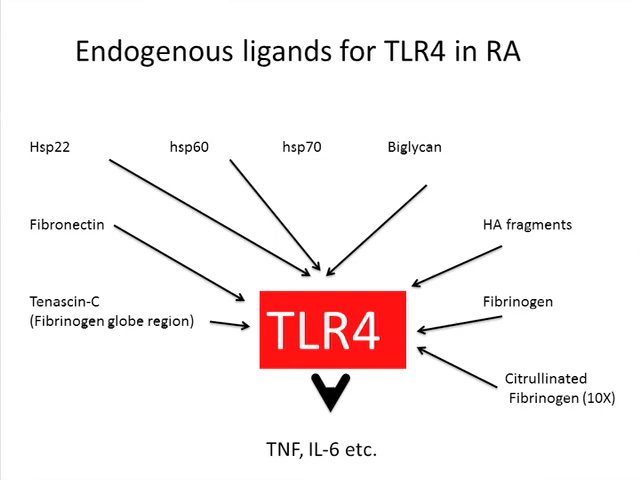 Endogenous ligands for TLR4 in RA
Hsp22
hsp60
hsp70
Biglycan
Fibronectin
HA fragments
Tenascin-C
(Fibrinogen globe region)
Fibrinogen
TLR4
Citrullinated
Fibrinogen (10X)
TNF, IL-6 etc.